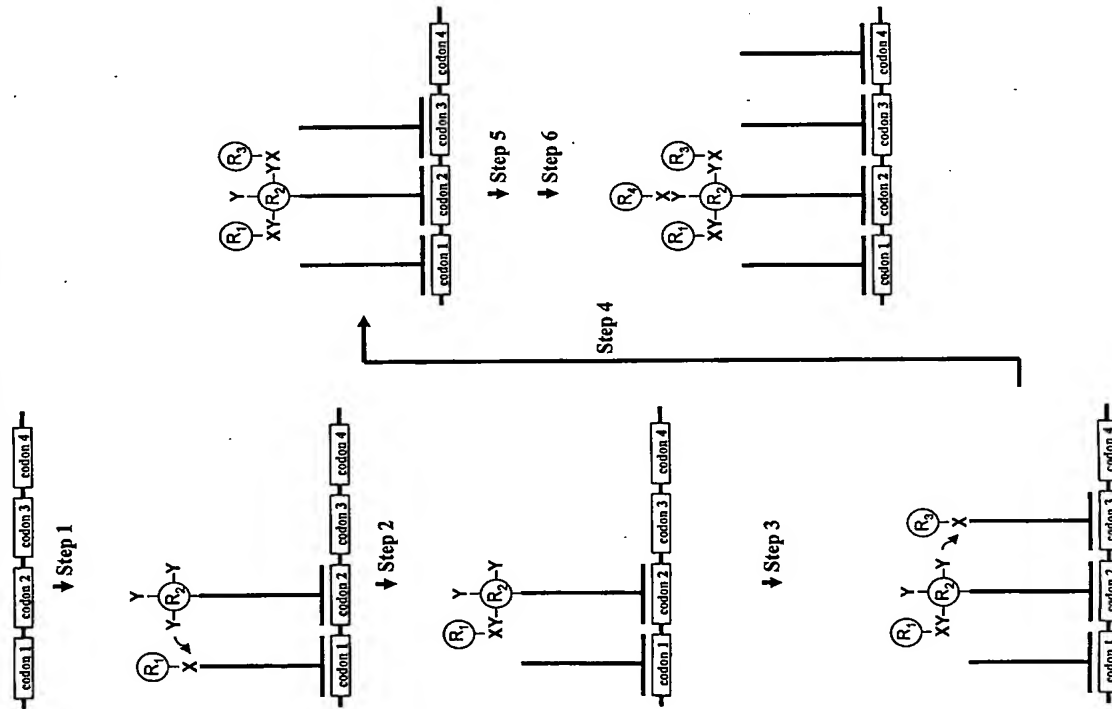 codon 1 codon 2 codon 3 codon 4
Step 1
Y
R₁ R₂ Y
X Y
codon 1 codon 2 codon 3 codon 4
Step 2
Y
R₁ R₂ Y
XY
codon 1 codon 2 codon 3 codon 4
Step 3
Y
R₁ R₂ Y R₃
XY X
codon 1 codon 2 codon 3 codon 4
Step 4
Y
R₁ R₂ R₃
XY YX
codon 1 codon 2 codon 3 codon 4
Step 5
Step 6
R₄
X
Y
R₁ R₂ R₃
XY YX
codon 1 codon 2 codon 3 codon 4